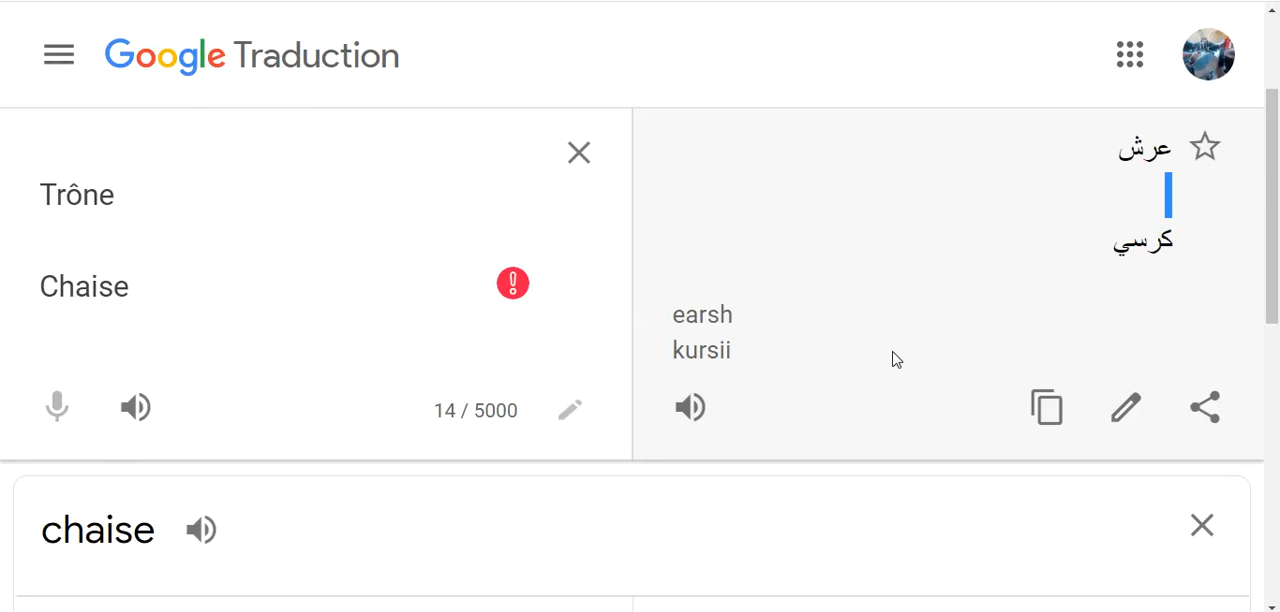 Google Traduction
Trône
Chaise
14 / 5000
عرش
كرسي
earsh
kursii
chaise